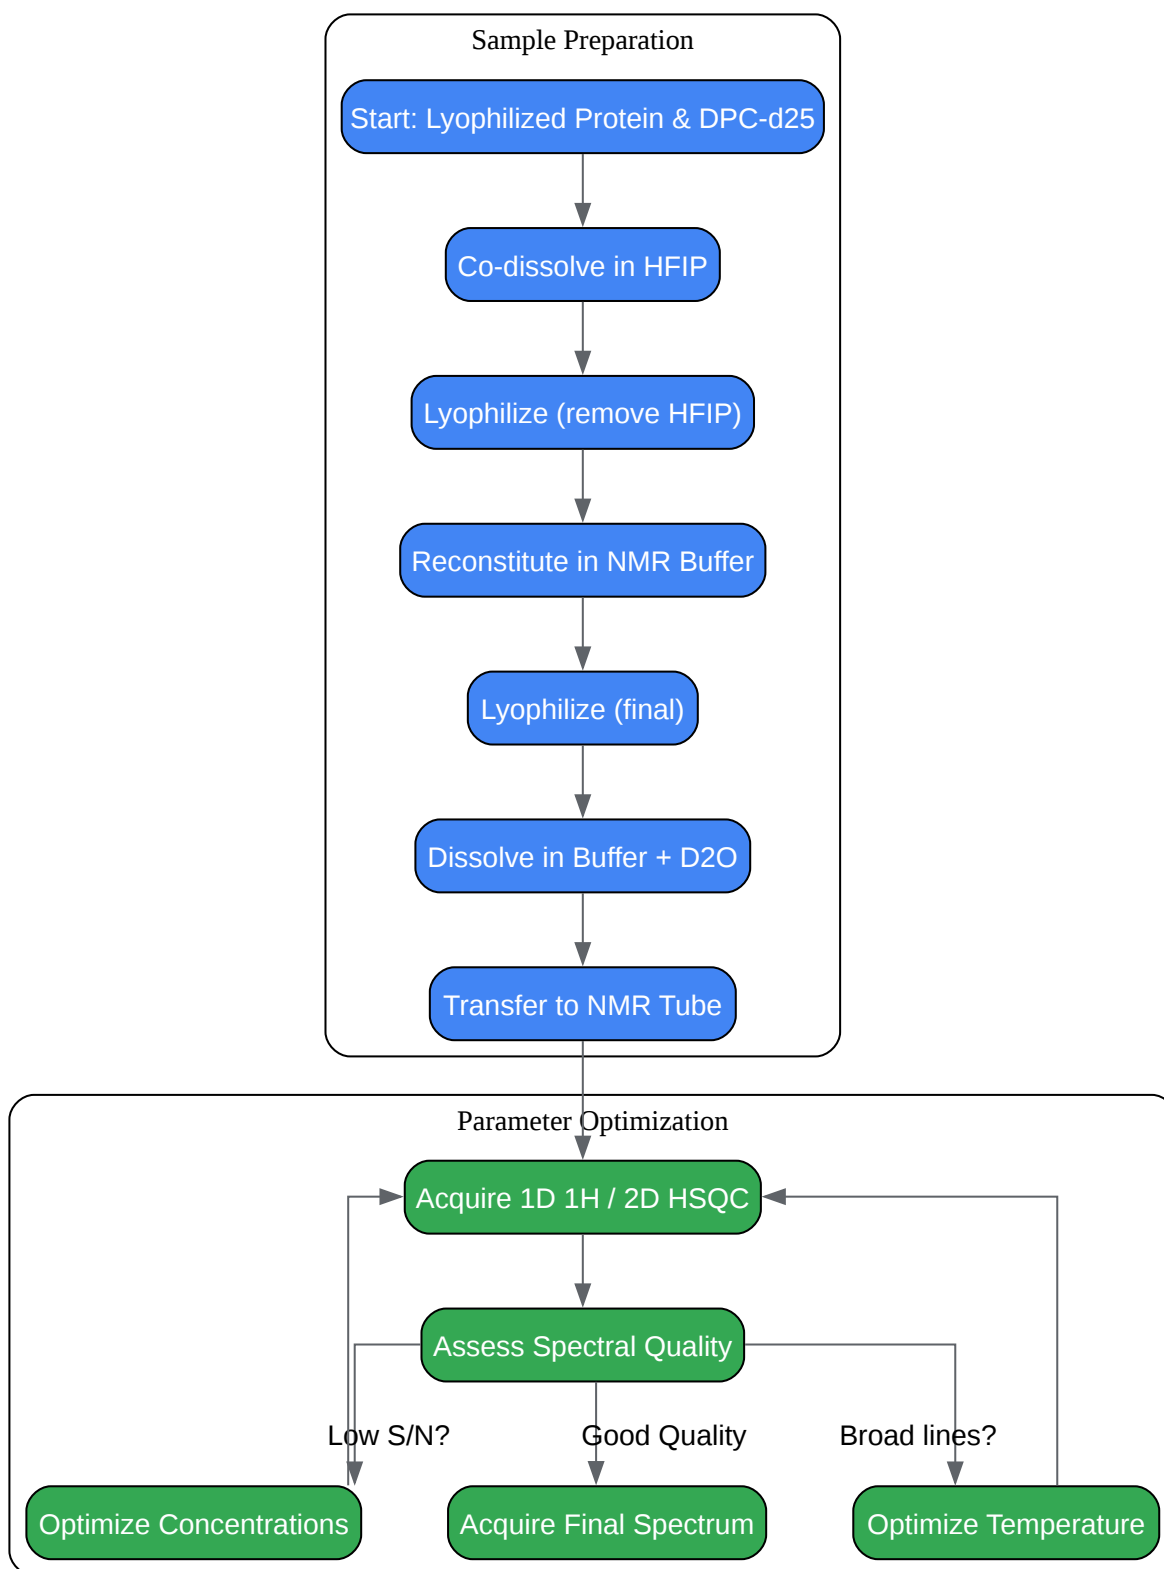 Sample Preparation
Start: Lyophilized Protein & DPC-d25
Co-dissolve in HFIP
Lyophilize (remove HFIP)
Reconstitute in NMR Buffer
Lyophilize (final)
Dissolve in Buffer + D2O
Transfer to NMR Tube
Parameter Optimization
Acquire 1D 1H / 2D HSQC
Assess Spectral Quality
Low S/N?
Good Quality
Broad lines?
Optimize Concentrations
Acquire Final Spectrum
Optimize Temperature